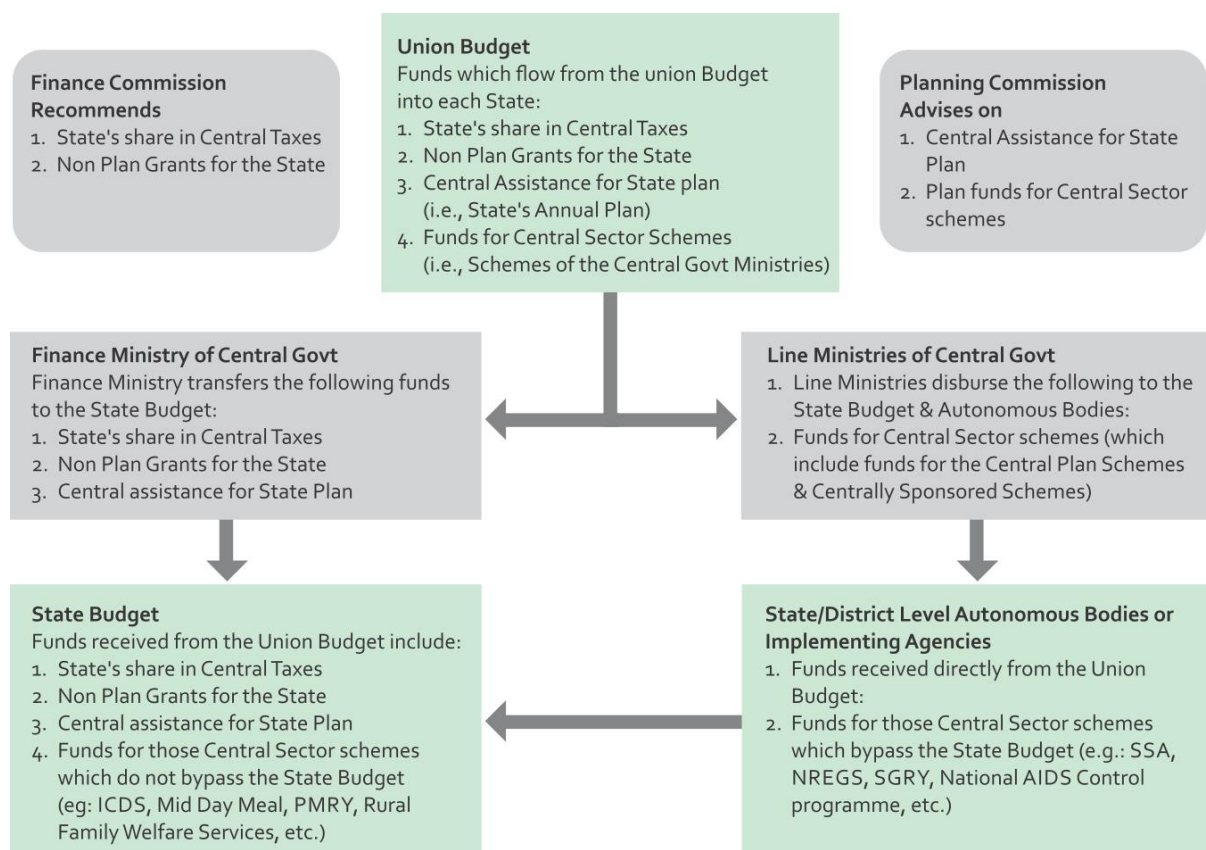 Finance Commission
Recommends
1. State's share in Central Taxes
2. Non Plan Grants for the State
Union Budget
Funds which flow from the union Budget
into each State:
1. State's share in Central Taxes
2. Non Plan Grants for the State
3. Central Assistance for State plan
(i.e., State's Annual Plan)
4. Funds for Central Sector Schemes
(i.e., Schemes of the Central Govt Ministries)
Planning Commission
Advises on
1. Central Assistance for State
Plan
2. Plan funds for Central Sector
schemes
Finance Ministry of Central Govt
Finance Ministry transfers the following funds
to the State Budget:
1. State's share in Central Taxes
2. Non Plan Grants for the State
3. Central assistance for State Plan
Line Ministries of Central Govt
1. Line Ministries disburse the following to the
State Budget & Autonomous Bodies:
2. Funds for Central Sector schemes (which
include funds for the Central Plan Schemes
& Centrally Sponsored Schemes)
State Budget
Funds received from the Union Budget include:
1. State's share in Central Taxes
2. Non Plan Grants for the State
3. Central assistance for State Plan
4. Funds for those Central Sector schemes
which do not bypass the State Budget
(eg: ICDS, Mid Day Meal, PMRY, Rural
Family Welfare Services, etc.)
State/District Level Autonomous Bodies or
Implementing Agencies
1. Funds received directly from the Union
Budget:
2. Funds for those Central Sector schemes
which bypass the State Budget (e.g.: SSA,
NREGS, SGRY, National AIDS Control
programme, etc.)